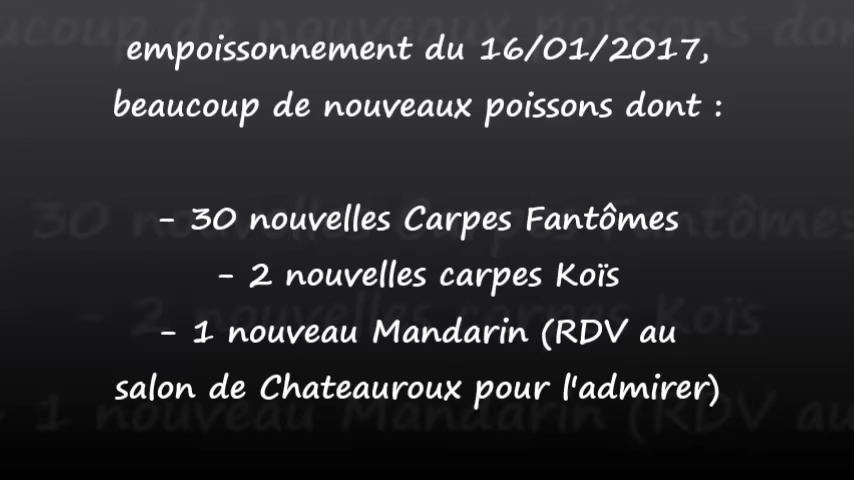 empoissonnement du 16/01/2017,
beaucoup de nouveaux poissons dont :
- 30 nouvelles Carpes Fantômes
- 2 nouvelles carpes Koïs
- 1 nouveau Mandarin (RDV au
salon de Chateauroux pour l'admirer)